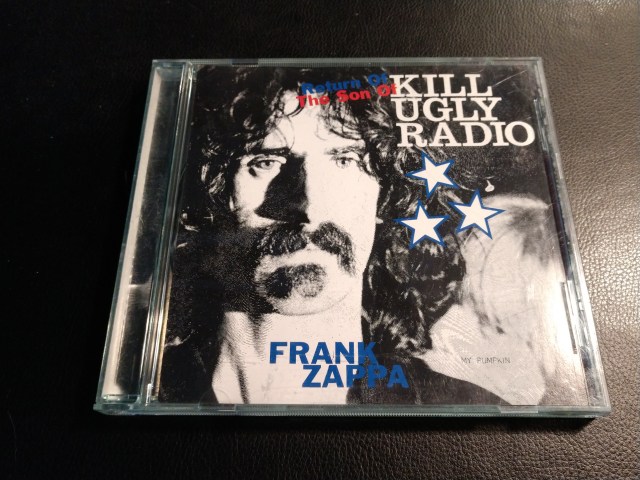 Return Of
The Son Of
KILL
UGLY
RADIO
FRANK
ZAPPA
MY PUMPKIN